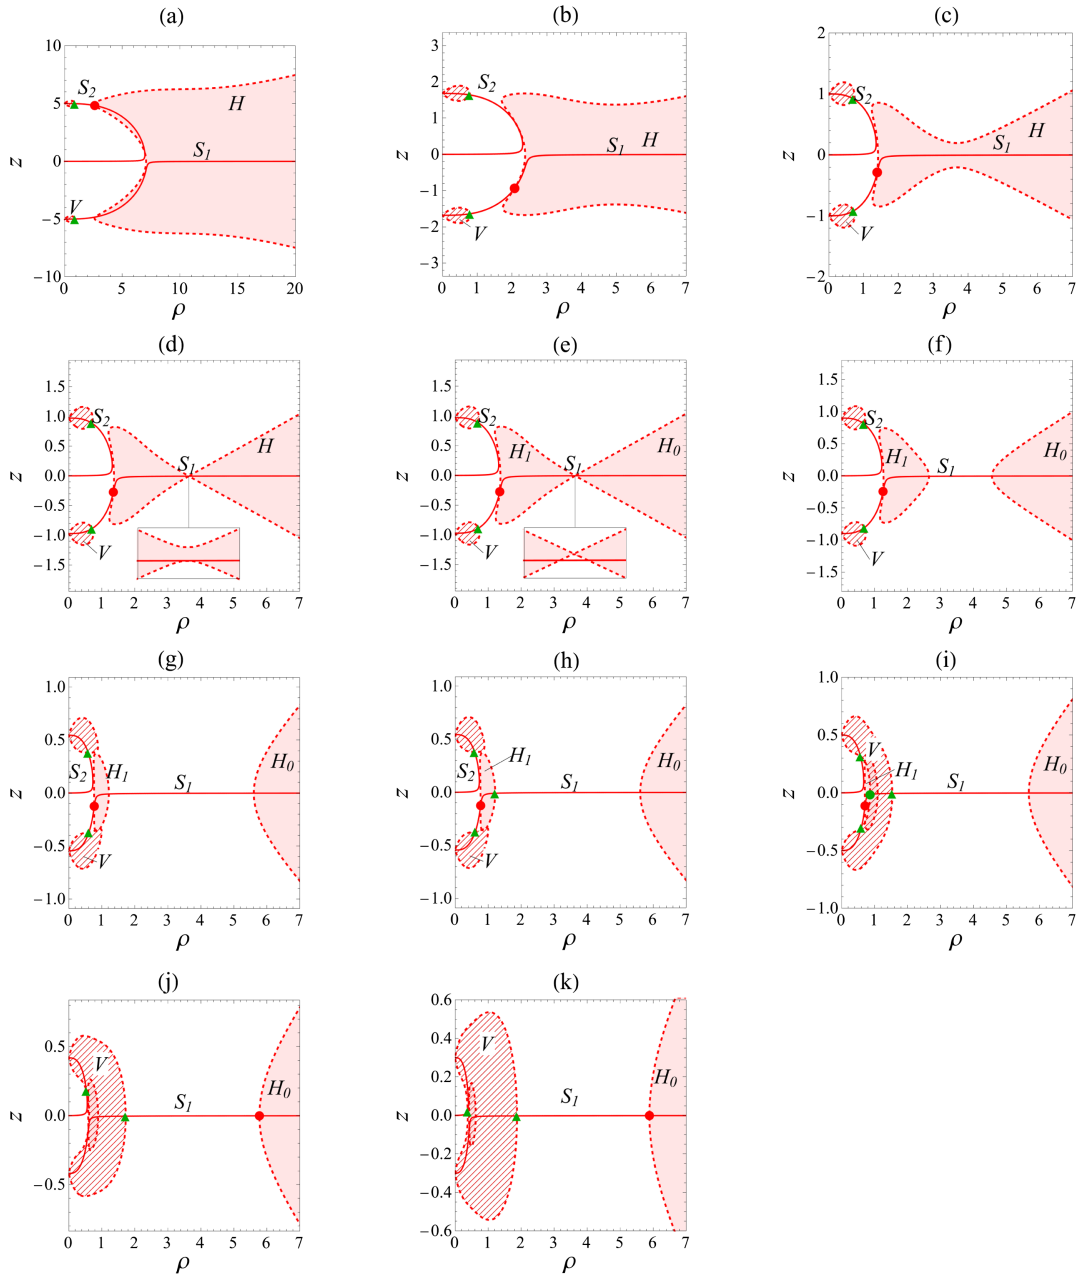 (a) (b) (c)
10
5
0
−5
−10
z
S2
H
S1
V
0 5 10 15 20
ρ
3
2
1
0
−1
−2
−3
z
S2
S1 H
V
0 1 2 3 4 5 6 7
ρ
2
1
0
−1
−2
z
S2
H
S1
V
0 1 2 3 4 5 6 7
ρ
(d) (e) (f)
1.5
1.0
0.5
0.0
−0.5
−1.0
−1.5
z
S2
H
S1
V
0 1 2 3 4 5 6 7
ρ
1.5
1.0
0.5
0.0
−0.5
−1.0
−1.5
z
S2
H1 H0
S1
V
0 1 2 3 4 5 6 7
ρ
1.5
1.0
0.5
0.0
−0.5
−1.0
−1.5
z
S2
H1 H0
S1
V
0 1 2 3 4 5 6 7
ρ
(g) (h) (i)
1.0
0.5
0.0
−0.5
−1.0
z
S2 H1 S1 H0
V
0 1 2 3 4 5 6 7
ρ
1.0
0.5
0.0
−0.5
−1.0
z
H1
S2 S1 H0
V
0 1 2 3 4 5 6 7
ρ
1.0
0.5
0.0
−0.5
−1.0
z
V
H1 H0
S1
0 1 2 3 4 5 6 7
ρ
(j) (k)
0.5
0.0
−0.5
z
V
H0
S1
0 1 2 3 4 5 6 7
ρ
0.6
0.4
0.2
0.0
−0.2
−0.4
−0.6
z
V
H0
S1
0 1 2 3 4 5 6 7
ρ